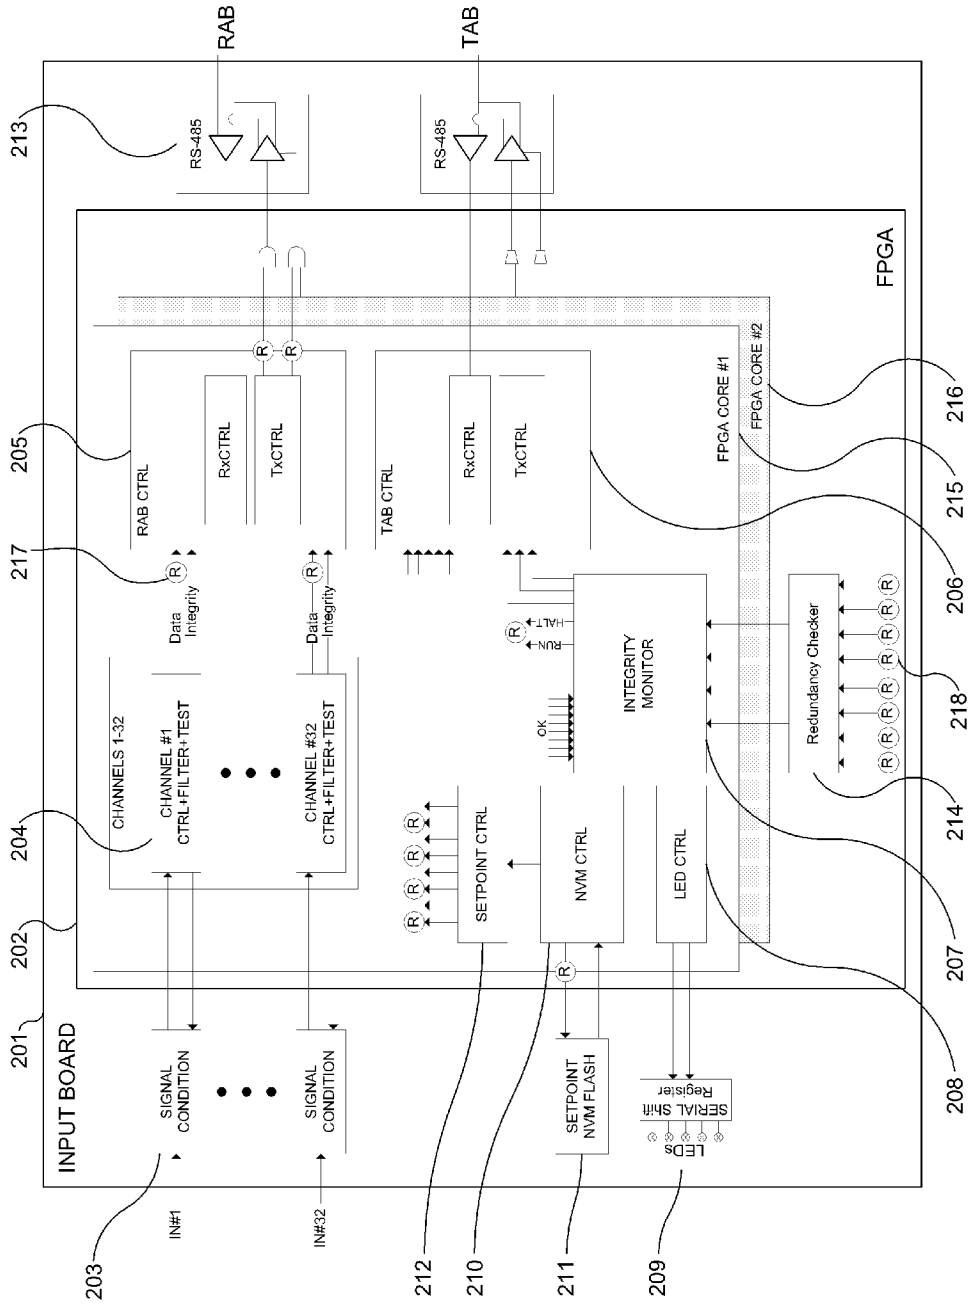 INPUT BOARD
201
202
203
IN#1
SIGNAL
CONDITION
IN#32
SIGNAL
CONDITION
204
CHANNELS 1-32
CHANNEL #1
CTRL+FILTER+TEST
CHANNEL #32
CTRL+FILTER+TEST
217
R
Data
Integrity
R
Data
Integrity
205
RAB CTRL
RxCTRL
TxCTRL
R
R
213
RS-485
RAB
TAB CTRL
RxCTRL
TxCTRL
RS-485
TAB
206
R
R
R
R
SETPOINT CTRL
212
NVM CTRL
210
R
SETPOINT
NVM FLASH
211
LED CTRL
208
SERIAL Shift
Register
LEDs
209
OK
RUN
HALT
R
INTEGRITY
MONITOR
207
Redundancy Checker
214
R
R
R
R
R
R
R
R
218
FPGA CORE #1
215
FPGA CORE #2
216
FPGA